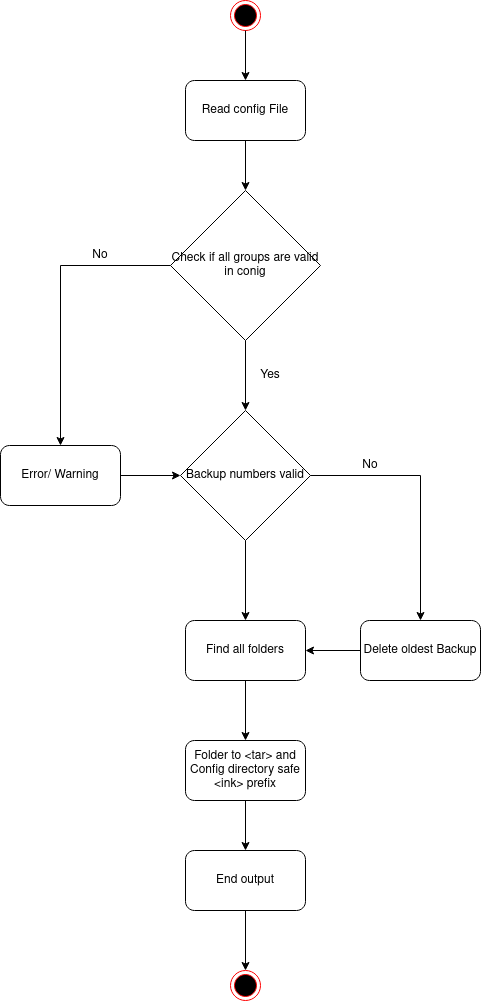 Read config File
Check if all groups are valid
in conig
No
Yes
Error/ Warning
Backup numbers valid
No
Find all folders
Delete oldest Backup
Folder to <tar> and
Config directory safe
<ink> prefix
End output